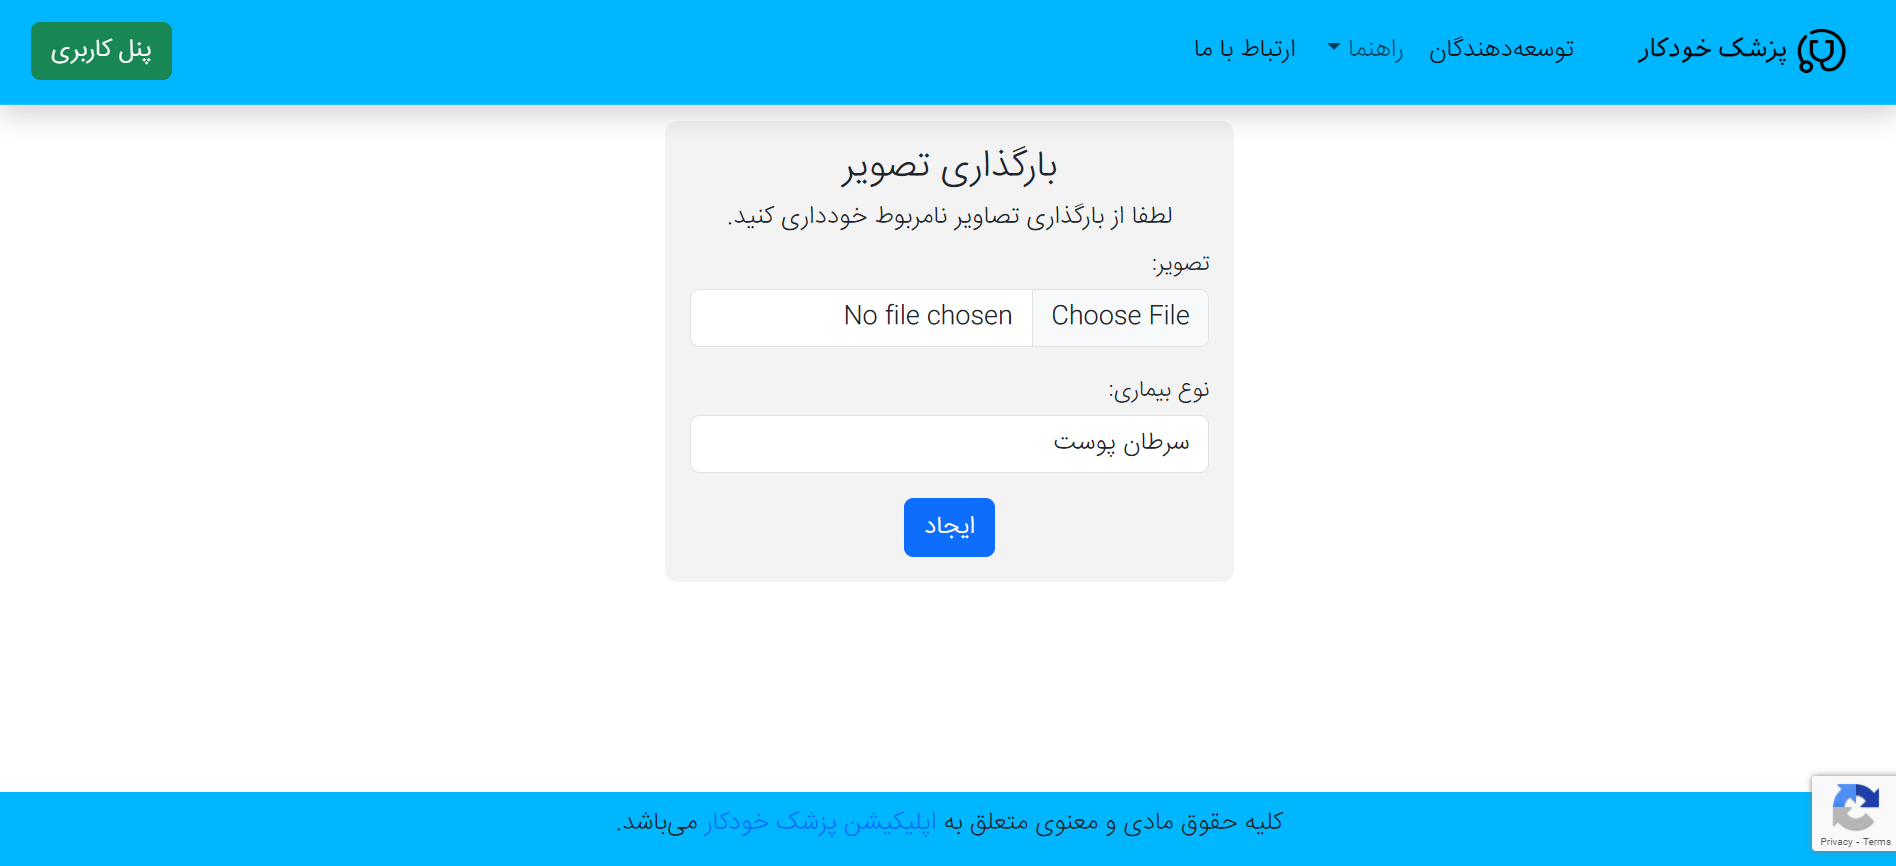 پزشک خودکار
توسعه‌دهندگان
راهنما
ارتباط با ما
پنل کاربری
بارگذاری تصویر
لطفا از بارگذاری تصاویر نامربوط خودداری کنید.
تصویر:
Choose File No file chosen
نوع بیماری:
سرطان پوست
ایجاد
کلیه حقوق مادی و معنوی متعلق به اپلیکیشن پزشک خودکار می‌باشد.
Privacy - Terms